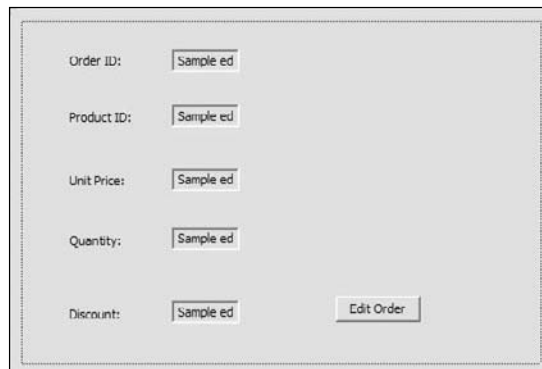 Order ID: Sample ed
Product ID: Sample ed
Unit Price: Sample ed
Quantity: Sample ed
Discount: Sample ed Edit Order